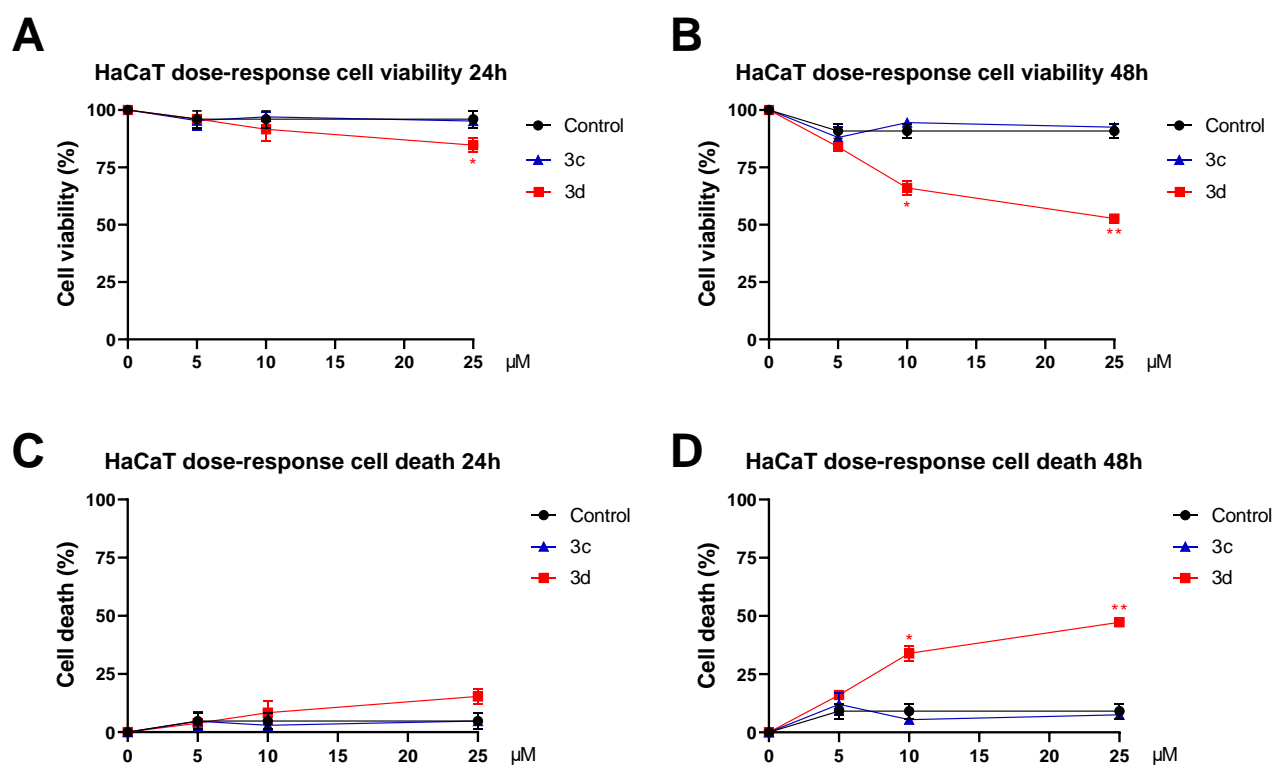 A
HaCaT dose-response cell viability 24h
Cell viability (%)
100
75
50
25
0
0 5 10 15 20 25 µM
*
Control
3c
3d
B
HaCaT dose-response cell viability 48h
Cell viability (%)
100
75
50
25
0
0 5 10 15 20 25 µM
*
**
Control
3c
3d
C
HaCaT dose-response cell death 24h
Cell death (%)
100
75
50
25
0
0 5 10 15 20 25 µM
Control
3c
3d
D
HaCaT dose-response cell death 48h
Cell death (%)
100
75
50
25
0
0 5 10 15 20 25 µM
*
**
Control
3c
3d